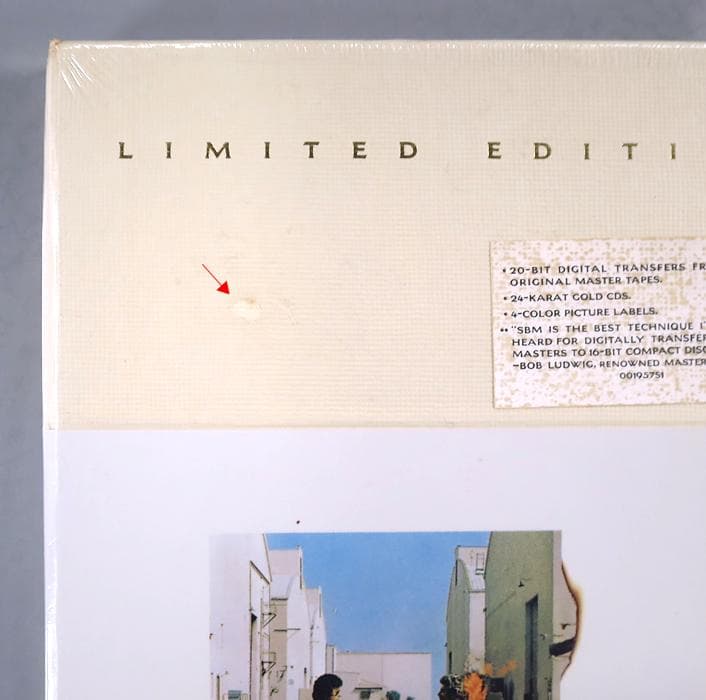 LIMITED EDITI
• 20-BIT DIGITAL TRANSFERS FR
ORIGINAL MASTER TAPES.
• 24-KARAT GOLD CDS.
• 4-COLOR PICTURE LABELS.
•• "SBM IS THE BEST TECHNIQUE I
HEARD FOR DIGITALLY TRANSFE
MASTERS TO 16-BIT COMPACT DISC
–BOB LUDWIG, RENOWNED MASTER
00195751